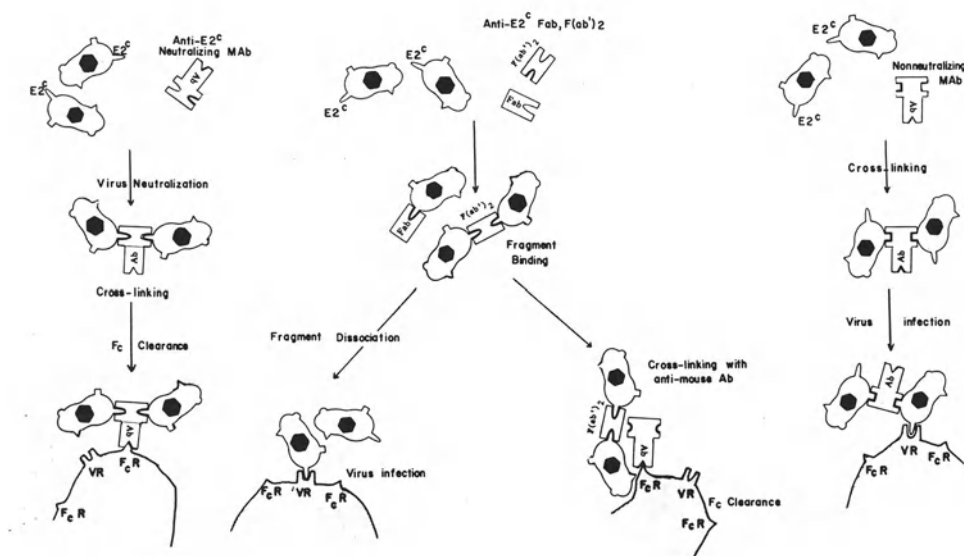 E2c
Anti-E2c
Neutralizing MAb
E2c
Ab
Virus Neutralization
Ab
Cross-linking
Fc Clearance
Ab
VR
FcR
FcR
Anti-E2c Fab, F(ab')2
E2c
F(ab')2
E2c
Fab
Fab
F(ab')2
Fragment
Binding
Fragment Dissociation
Virus infection
FcR
VR
FcR
Cross-linking with
anti-mouse Ab
F(ab')2
Ab
FcR
VR
Fc Clearance
FcR
E2c
Nonneutralizing
MAb
E2c
Ab
Cross-linking
Ab
Virus infection
Ab
VR
FcR
FcR